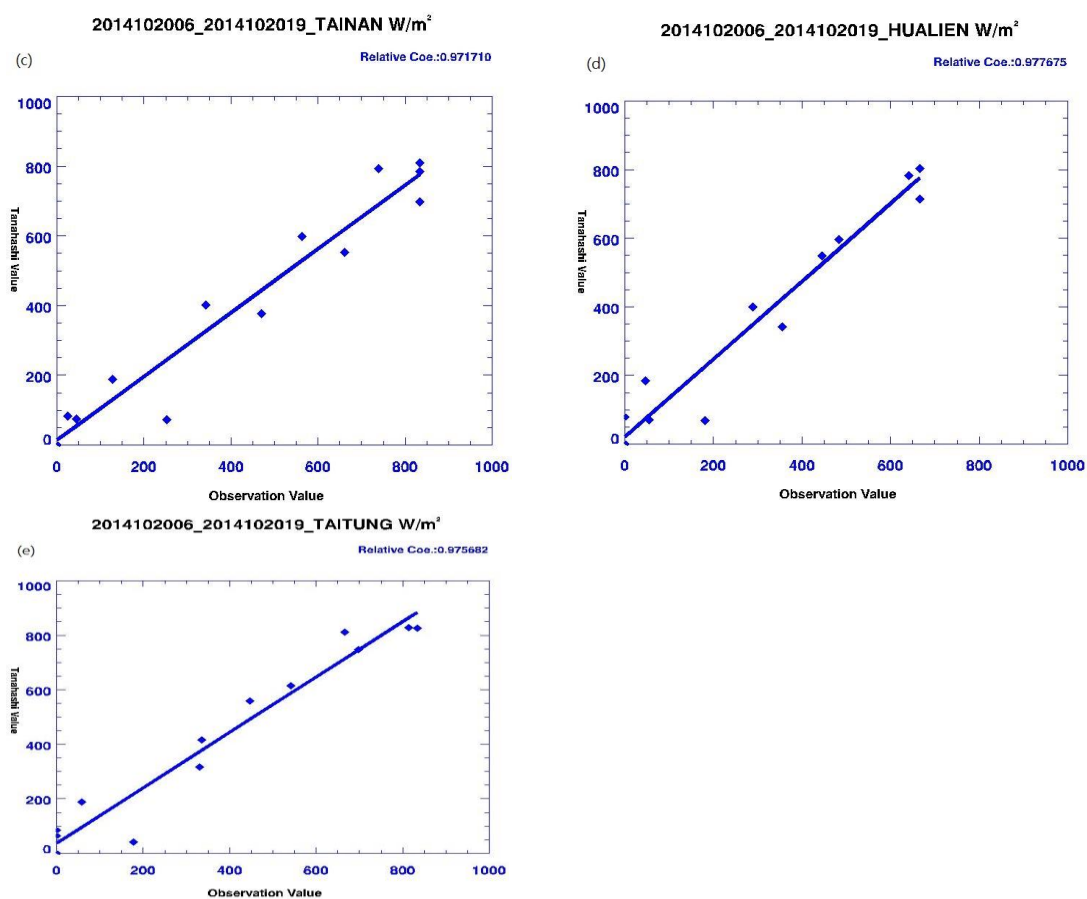 2014102006_2014102019_TAINAN W/m²
(c)
Relative Coe.:0.971710
1000
800
600
400
200
0
Tanahashi Value
0 200 400 600 800 1000
Observation Value
2014102006_2014102019_HUALIEN W/m²
(d)
Relative Coe.:0.977675
1000
800
600
400
200
0
Tanahashi Value
0 200 400 600 800 1000
Observation Value
2014102006_2014102019_TAITUNG W/m²
(e)
Relative Coe.:0.975682
1000
800
600
400
200
0
Tanahashi Value
0 200 400 600 800 1000
Observation Value